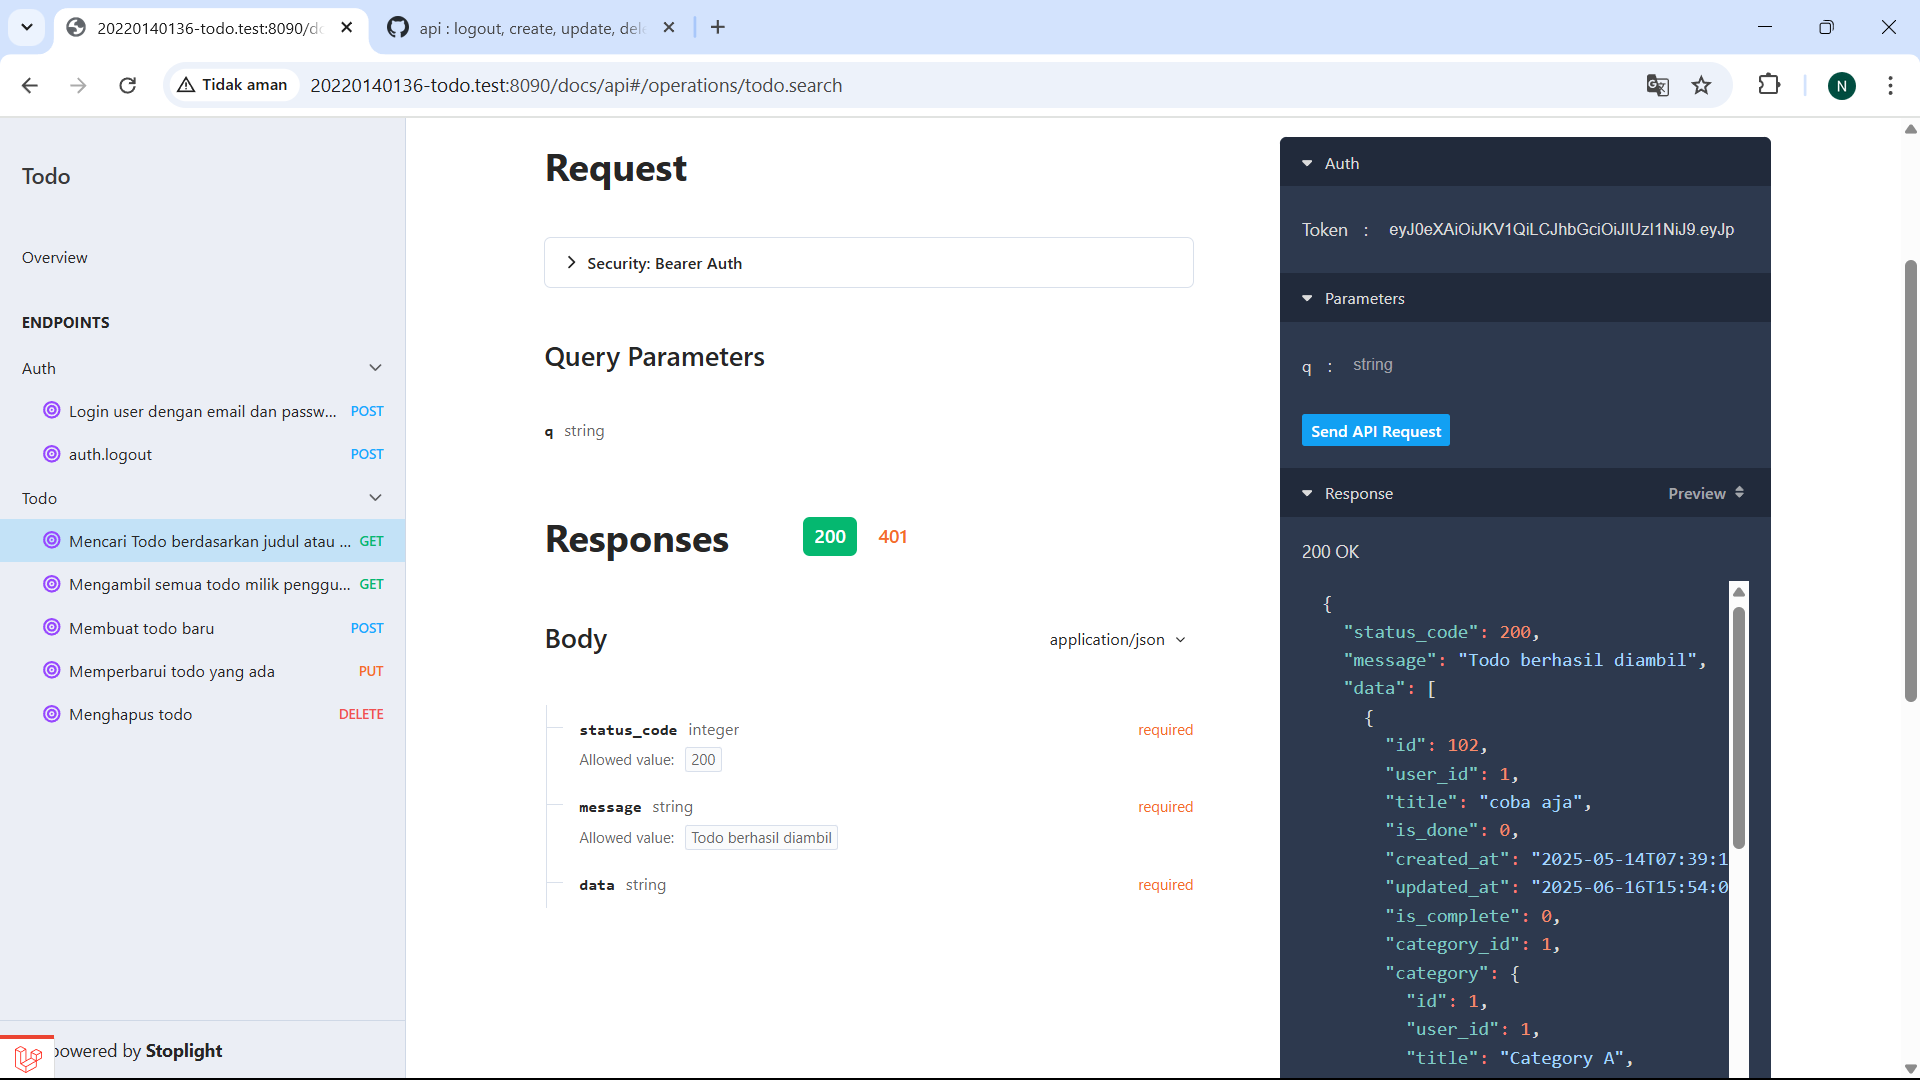 20220140136-todo.test:8090/do
api : logout, create, update, del
Tidak aman
20220140136-todo.test:8090/docs/api#/operations/todo.search
N
Todo
Overview
ENDPOINTS
Auth
Login user dengan email dan passw... POST
auth.logout POST
Todo
Mencari Todo berdasarkan judul atau ... GET
Mengambil semua todo milik penggu... GET
Membuat todo baru POST
Memperbarui todo yang ada PUT
Menghapus todo DELETE
powered by Stoplight
Request
Security: Bearer Auth
Query Parameters
q string
Responses 200 401
Body application/json
status_code integer required
Allowed value: 200
message string required
Allowed value: Todo berhasil diambil
data string required
Auth
Token : eyJ0eXAiOiJKV1QiLCJhbGciOiJIUzI1NiJ9.eyJp
Parameters
q : string
Send API Request
Response Preview
200 OK
{
"status_code": 200,
"message": "Todo berhasil diambil",
"data": [
{
"id": 102,
"user_id": 1,
"title": "coba aja",
"is_done": 0,
"created_at": "2025-05-14T07:39:1
"updated_at": "2025-06-16T15:54:0
"is_complete": 0,
"category_id": 1,
"category": {
"id": 1,
"user_id": 1,
"title": "Category A",